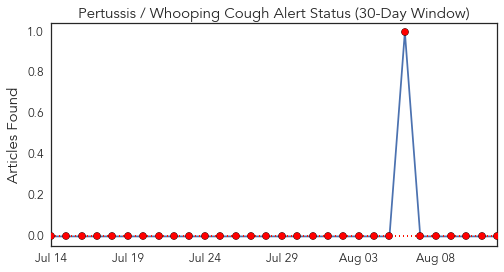 Pertussis / Whooping Cough Alert Status (30-Day Window)
Articles Found
1.0
0.8
0.6
0.4
0.2
0.0
Jul 14
Jul 19
Jul 24
Jul 29
Aug 03
Aug 08